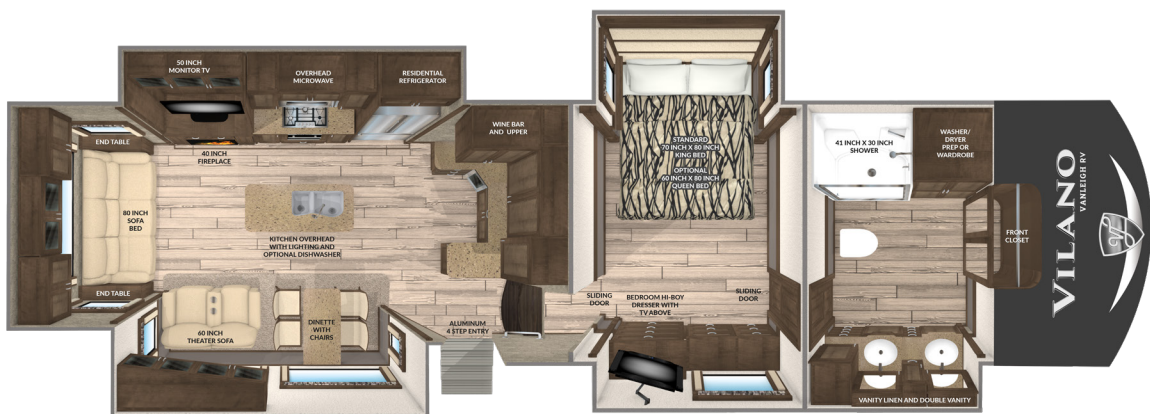 50 INCH
MONITOR TV
OVERHEAD
MICROWAVE
RESIDENTIAL
REFRIGERATOR
WINE BAR
AND UPPER
END TABLE
40 INCH
FIREPLACE
80 INCH
SOFA
BED
KITCHEN OVERHEAD
WITH LIGHTING AND
OPTIONAL DISHWASHER
END TABLE
60 INCH
THEATER SOFA
DINETTE
WITH
CHAIRS
ALUMINUM
4 STEP ENTRY
STANDARD
70 INCH X 80 INCH
KING BED
OPTIONAL
60 INCH X 80 INCH
QUEEN BED
SLIDING
DOOR
BEDROOM HI-BOY
DRESSER WITH
TV ABOVE
SLIDING
DOOR
41 INCH X 30 INCH
SHOWER
WASHER/
DRYER
PREP OR
WARDROBE
FRONT
CLOSET
VANITY LINEN AND DOUBLE VANITY
VILANO
VANLEIGH RV